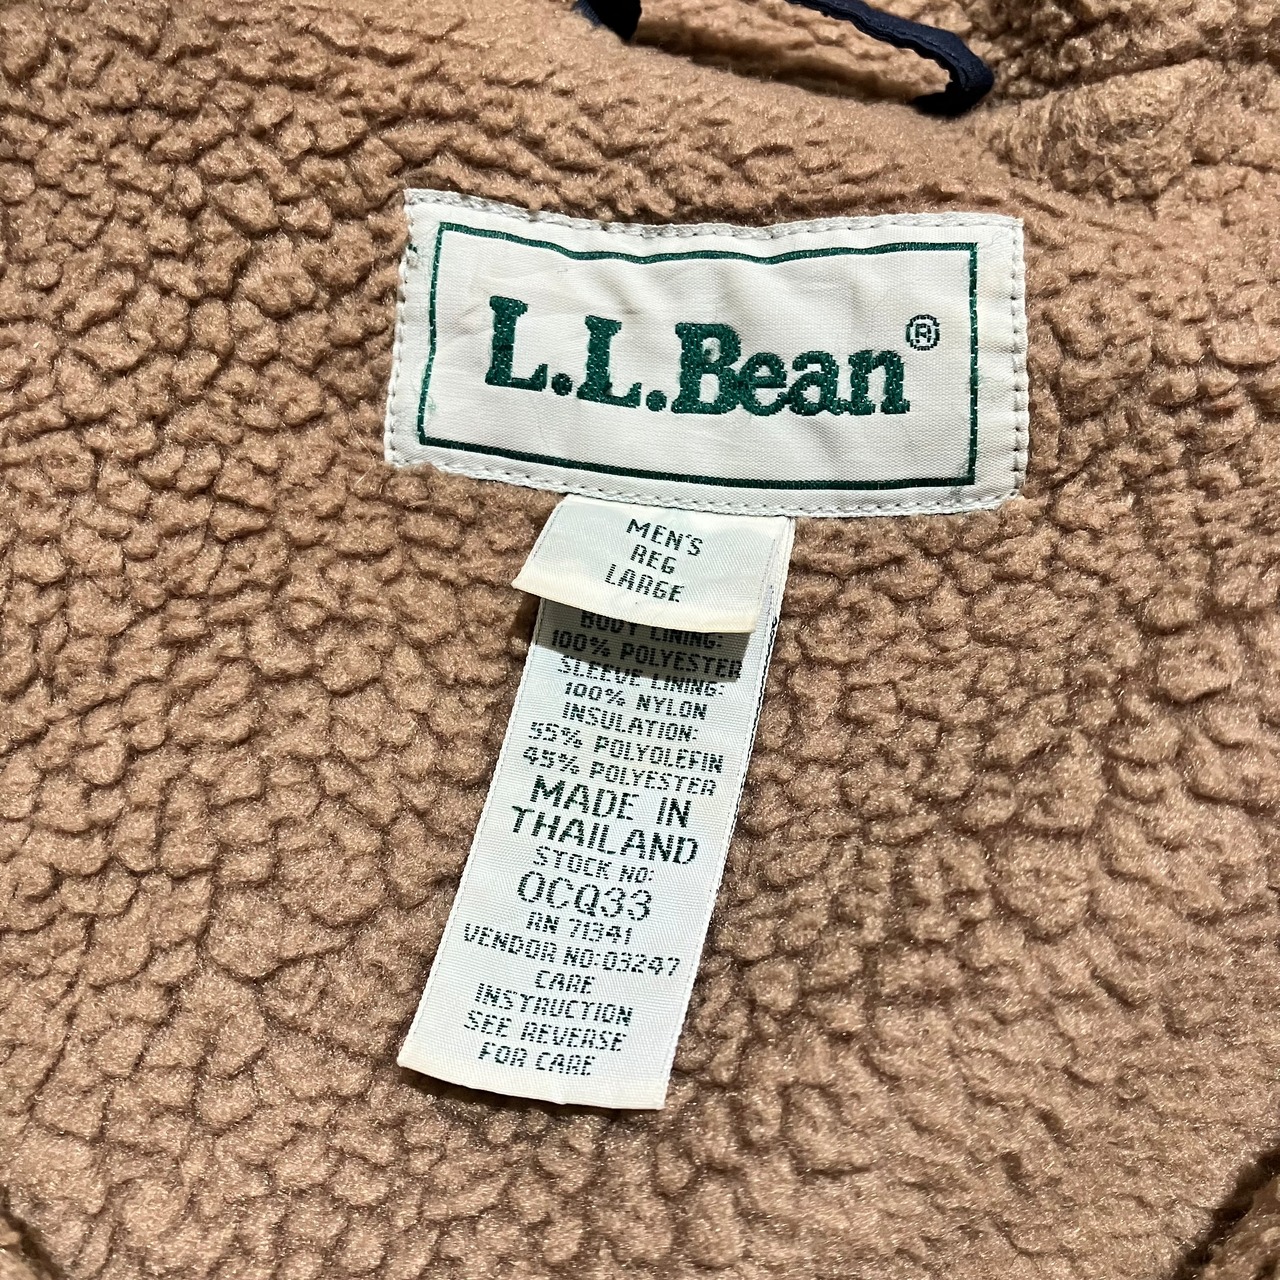 L.L.Bean®
MEN'S
REG
LARGE
BODY LINING:
100% POLYESTER
SLEEVE LINING:
100% NYLON
INSULATION:
55% POLYOLEFIN
45% POLYESTER
MADE IN
THAILAND
STOCK NO:
0CQ33
RN 71341
VENDOR NO:03247
CARE
INSTRUCTION
SEE REVERSE
FOR CARE